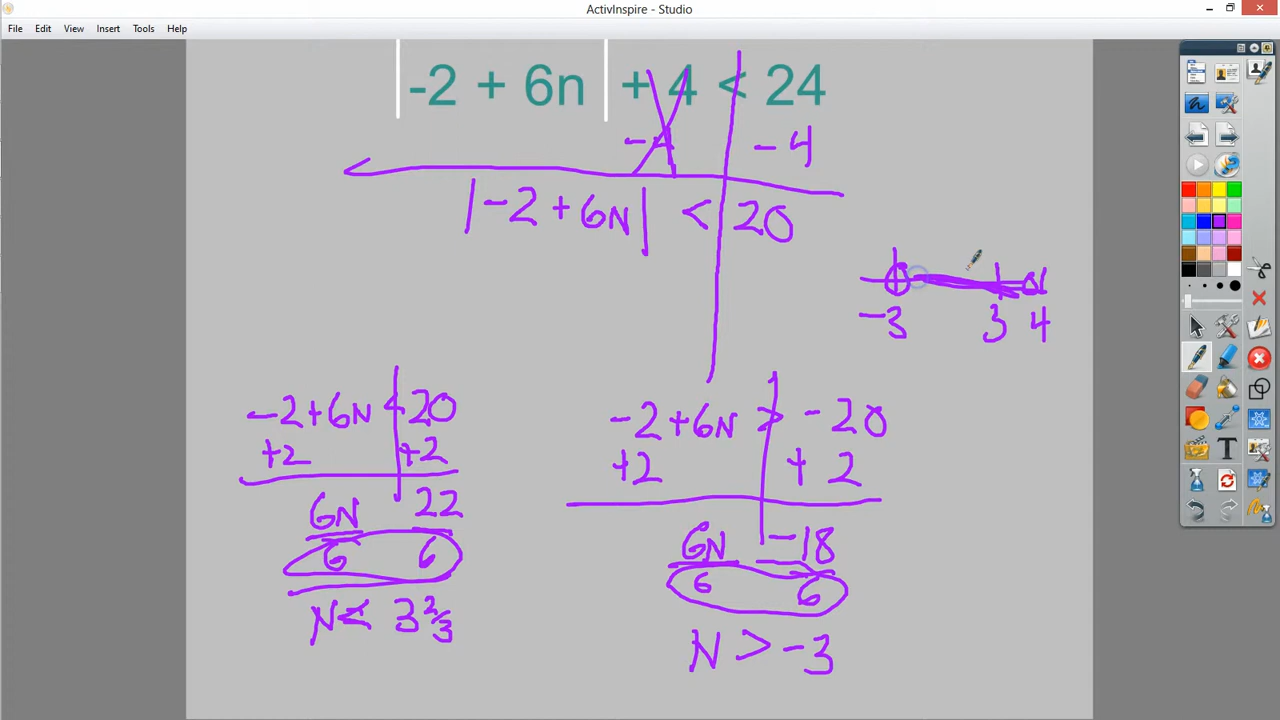 ActivInspire - Studio
File Edit View Insert Tools Help
|-2 + 6n| + 4 < 24
-4 -4
|-2+6N| < 20
-3 3 4
-2+6N < 20
+2 +2
6N 22
6 6
N < 3 2/3
-2+6N > -20
+2 +2
6N -18
6 6
N > -3